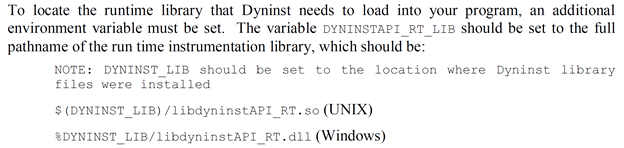 To locate the runtime library that Dyninst needs to load into your program, an additional
environment variable must be set. The variable DYNINSTAPI_RT_LIB should be set to the full
pathname of the run time instrumentation library, which should be:
NOTE: DYNINST_LIB should be set to the location where Dyninst library
files were installed
$(DYNINST_LIB)/libdyninstAPI_RT.so (UNIX)
%DYNINST_LIB/libdyninstAPI_RT.dll (Windows)